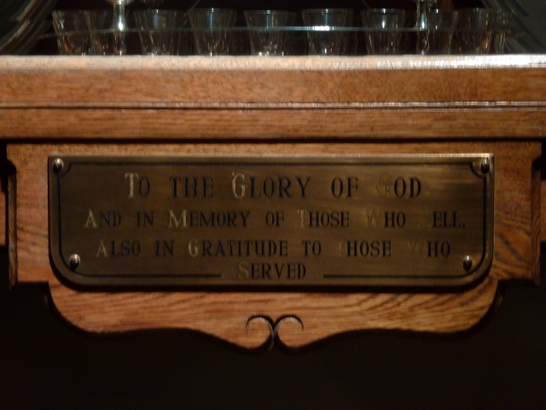 To the Glory of God
And in Memory of Those Who Fell,
Also in Gratitude to Those Who
Served